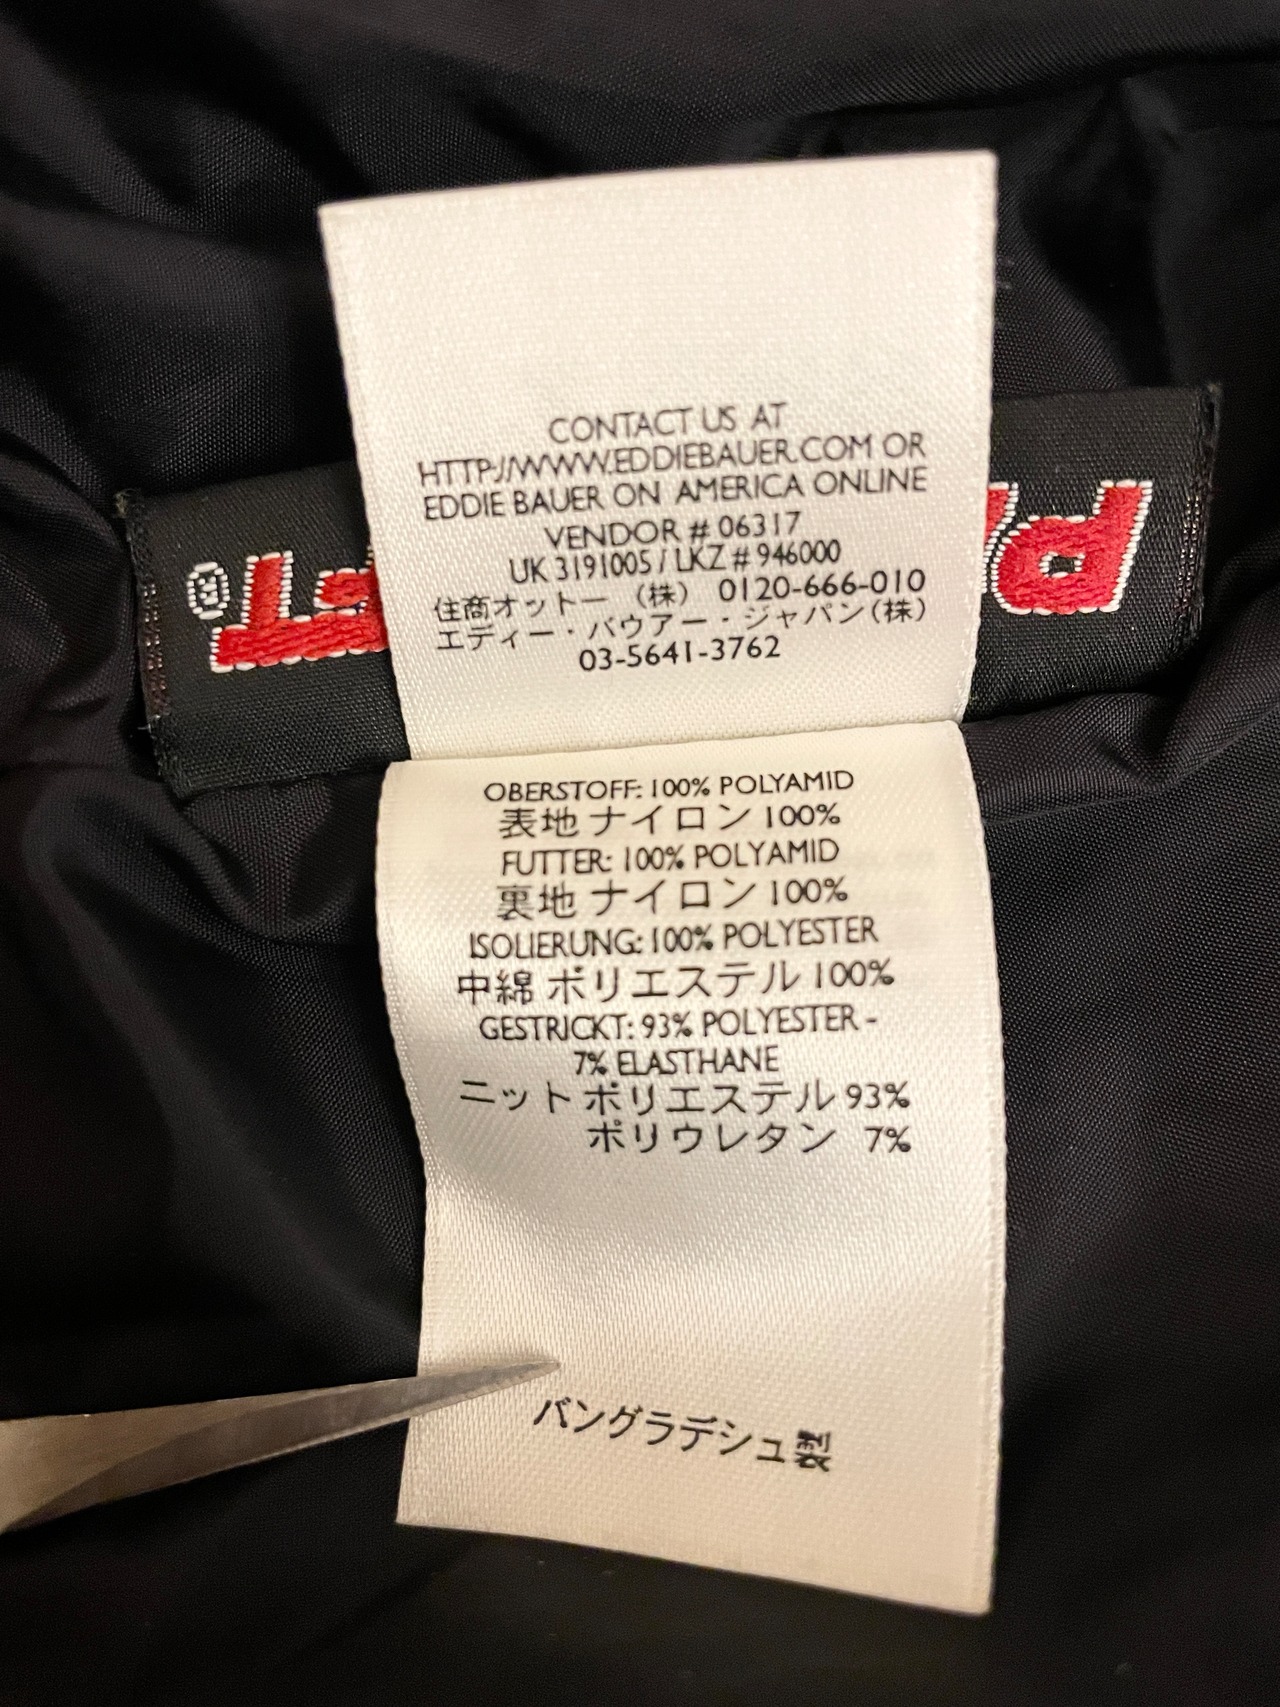 CONTACT US AT
HTTP://WWW.EDDIEBAUER.COM OR
EDDIE BAUER ON AMERICA ONLINE
VENDOR # 06317
UK 3191005 / LKZ # 946000
住商オットー (株) 0120-666-010
エディー・バウアー・ジャパン(株)
03-5641-3762
OBERSTOFF: 100% POLYAMID
表地 ナイロン 100%
FUTTER: 100% POLYAMID
裏地 ナイロン 100%
ISOLIERUNG: 100% POLYESTER
中綿 ポリエステル 100%
GESTRICKT: 93% POLYESTER -
7% ELASTHANE
ニット ポリエステル 93%
ポリウレタン 7%
バングラデシュ製